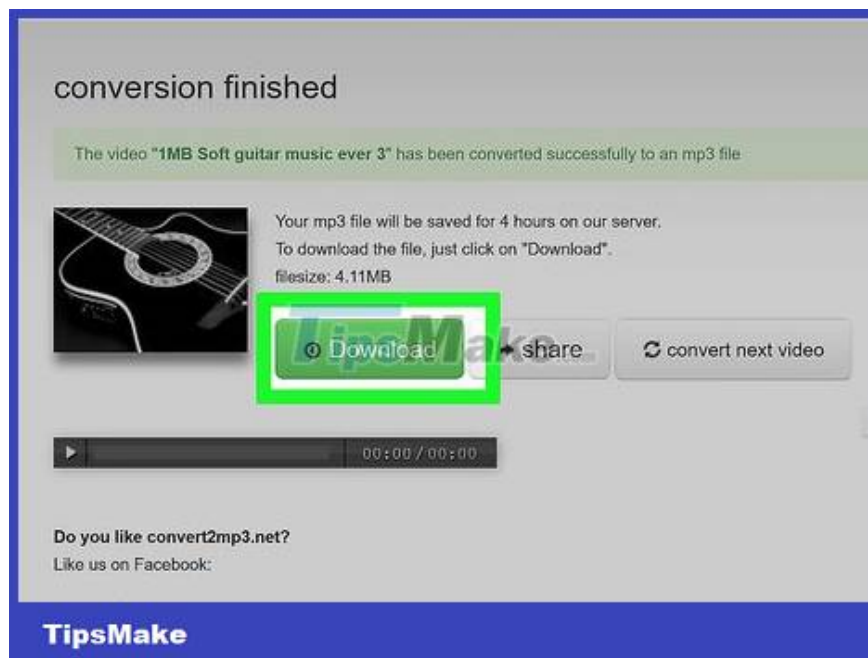 conversion finished
The video "1MB Soft guitar music ever 3" has been converted successfully to an mp3 file
Your mp3 file will be saved for 4 hours on our server.
To download the file, just click on "Download".
filesize: 4.11MB
Download
share
convert next video
TipsMake
00:00/00:00
Do you like convert2mp3.net?
Like us on Facebook:
TipsMake